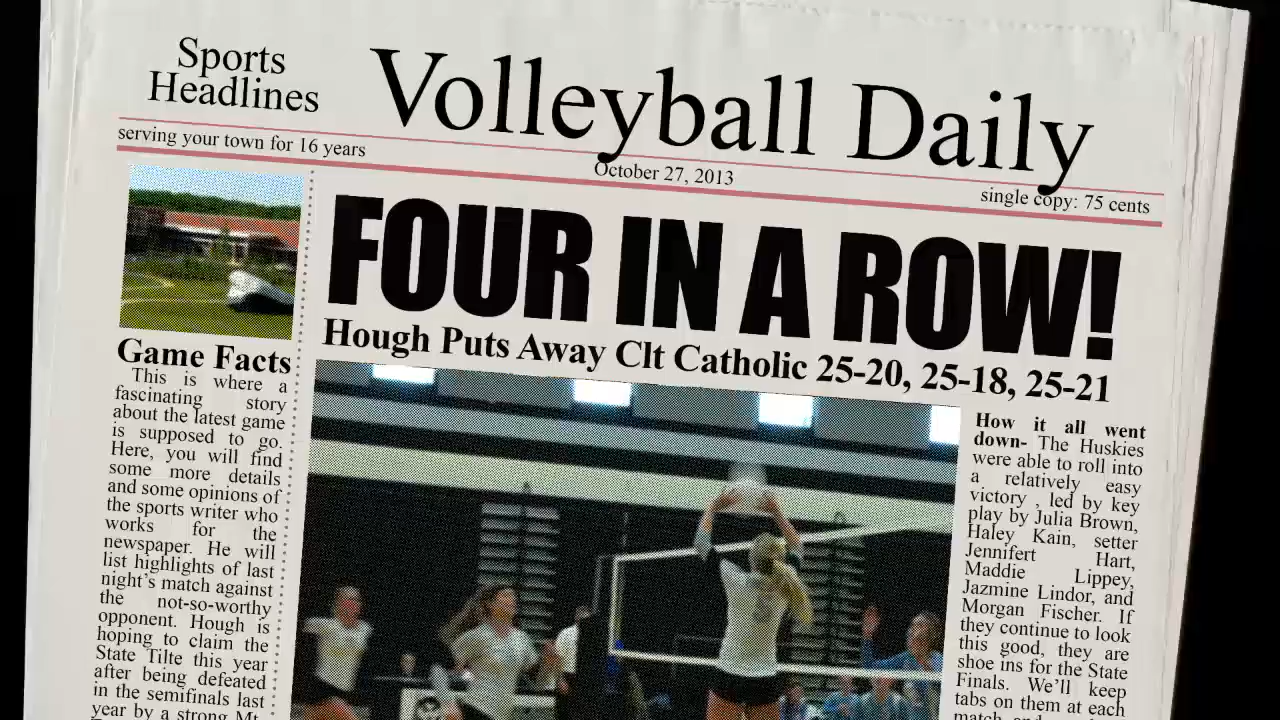 Sports
Headlines
Volleyball Daily
serving your town for 16 years
October 27, 2013
single copy: 75 cents
FOUR IN A ROW!
Hough Puts Away Clt Catholic 25-20, 25-18, 25-21
Game Facts
This is where a
fascinating story
about the latest game
is supposed to go.
Here, you will find
some more details
and some opinions of
the sports writer who
works for the
newspaper. He will
list highlights of last
night's match against
the not-so-worthy
opponent. Hough is
hoping to claim the
State Tilte this year
after being defeated
in the semifinals last
year by a strong Mt.
How it all went
down- The Huskies
were able to roll into
a relatively easy
victory , led by key
play by Julia Brown,
Haley Kain, setter
Jennifert Hart,
Maddie Lippey,
Jazmine Lindor, and
Morgan Fischer. If
they continue to look
this good, they are
shoe ins for the State
Finals. We'll keep
tabs on them at each
match and